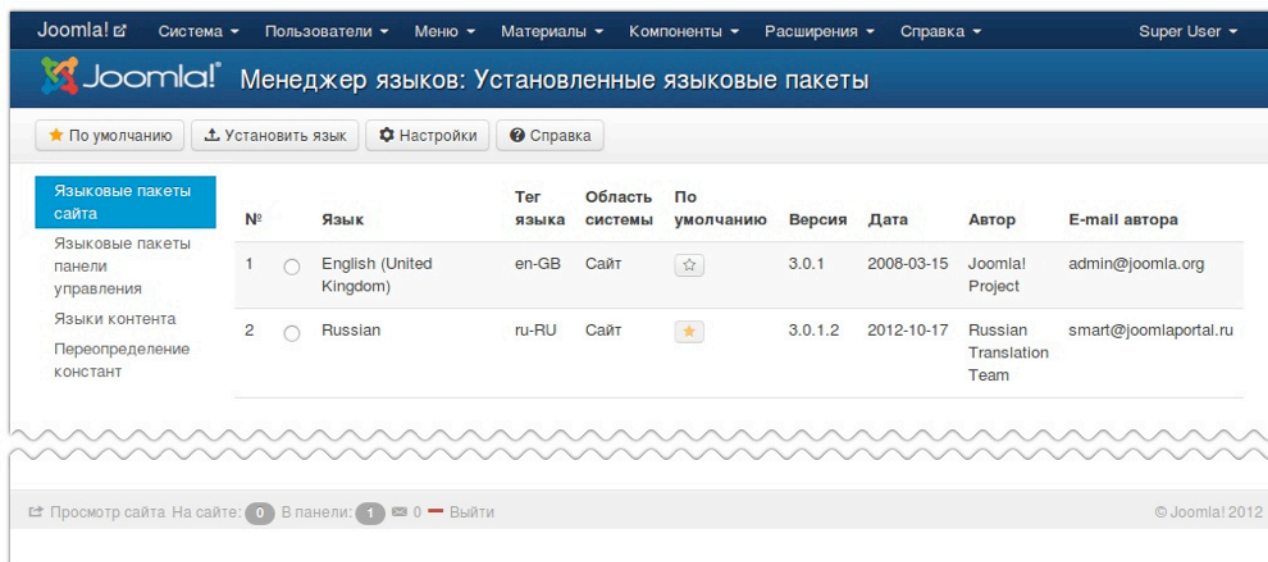 Joomla! Система Пользователи Меню Материалы Компоненты Расширения Справка Super User
Joomla! Менеджер языков: Установленные языковые пакеты
По умолчанию Установить язык Настройки Справка
Языковые пакеты сайта
Языковые пакеты панели управления
Языки контента
Переопределение констант
№ Язык Тег языка Область системы По умолчанию Версия Дата Автор E-mail автора
1 English (United Kingdom) en-GB Сайт 3.0.1 2008-03-15 Joomla! Project admin@joomla.org
2 Russian ru-RU Сайт 3.0.1.2 2012-10-17 Russian Translation Team smart@joomlaportal.ru
Просмотр сайта На сайте: 0 В панели: 1 0 Выйти © Joomla! 2012